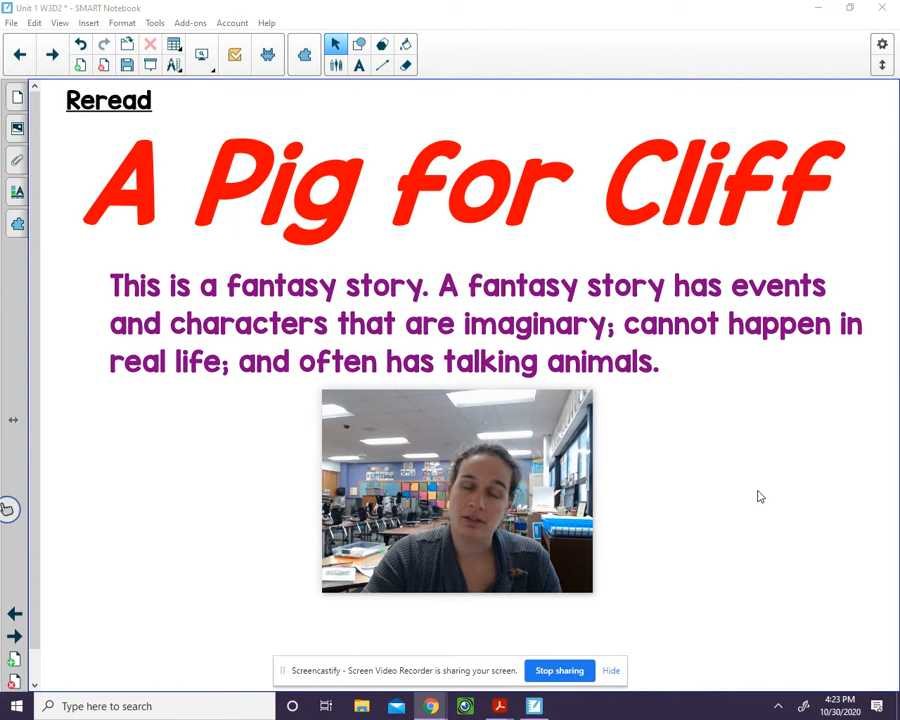 Unit 1 W3D2 * - SMART Notebook
File Edit View Insert Format Tools Add-ons Account Help
Reread
A Pig for Cliff
This is a fantasy story. A fantasy story has events
and characters that are imaginary; cannot happen in
real life; and often has talking animals.
Screencastify - Screen Video Recorder is sharing your screen. Stop sharing Hide
Type here to search
4:23 PM
10/30/2020